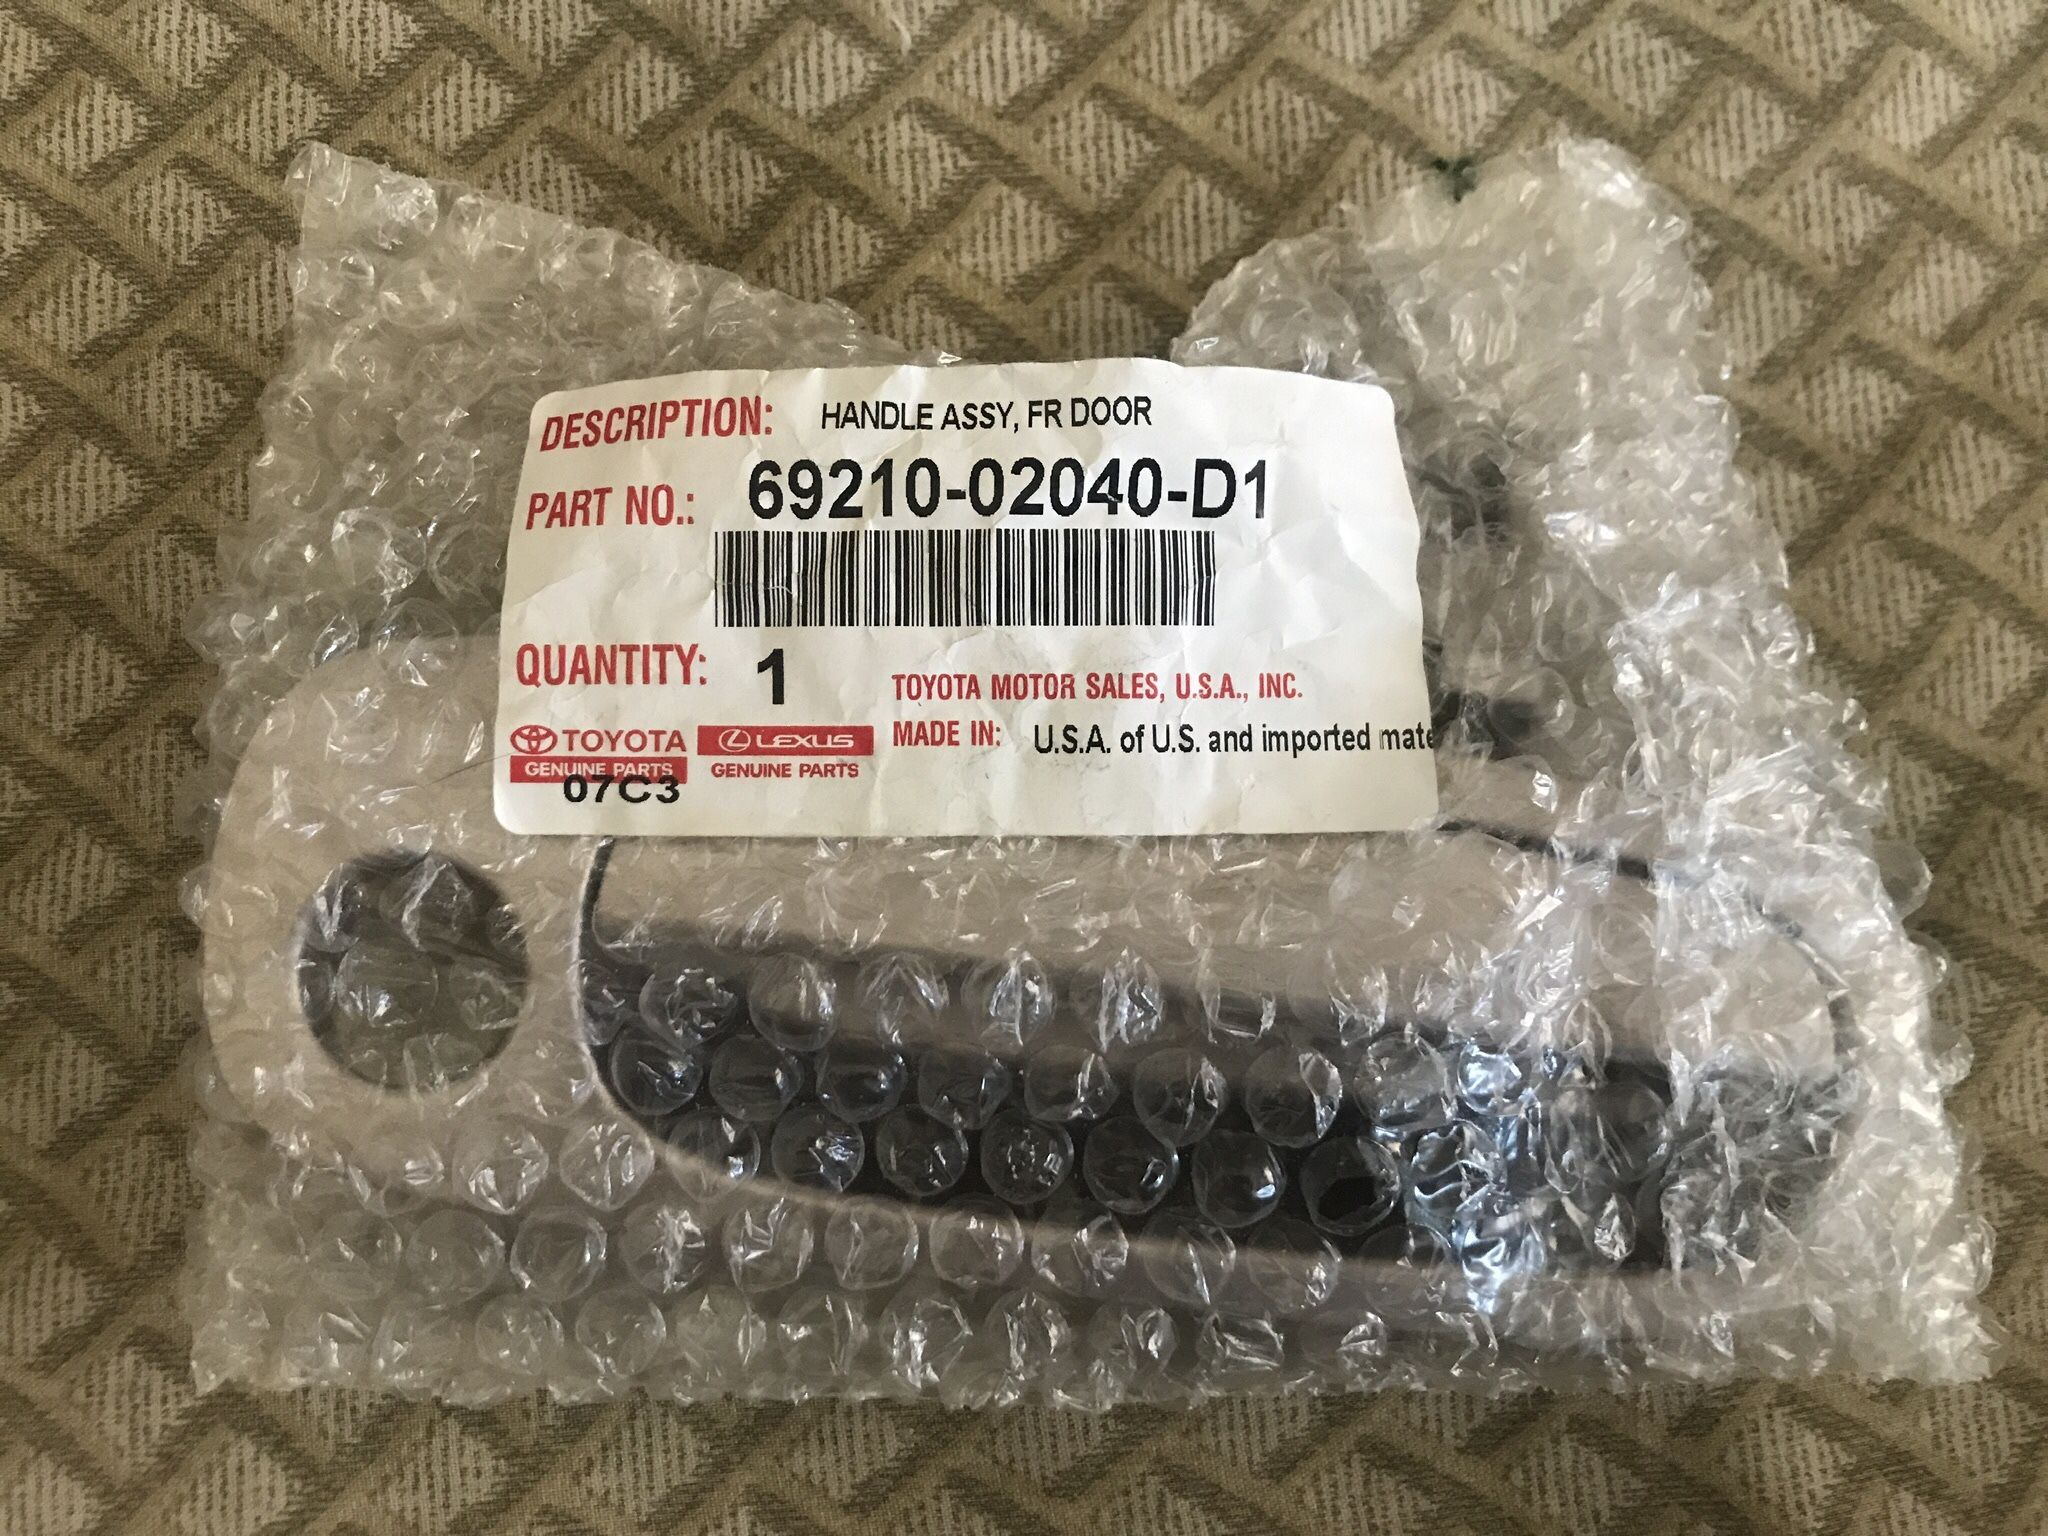 DESCRIPTION: HANDLE ASSY, FR DOOR
PART NO.: 69210-02040-D1
QUANTITY: 1
TOYOTA MOTOR SALES, U.S.A., INC.
MADE IN: U.S.A. of U.S. and imported mate
TOYOTA LEXUS
GENUINE PARTS GENUINE PARTS
07C3